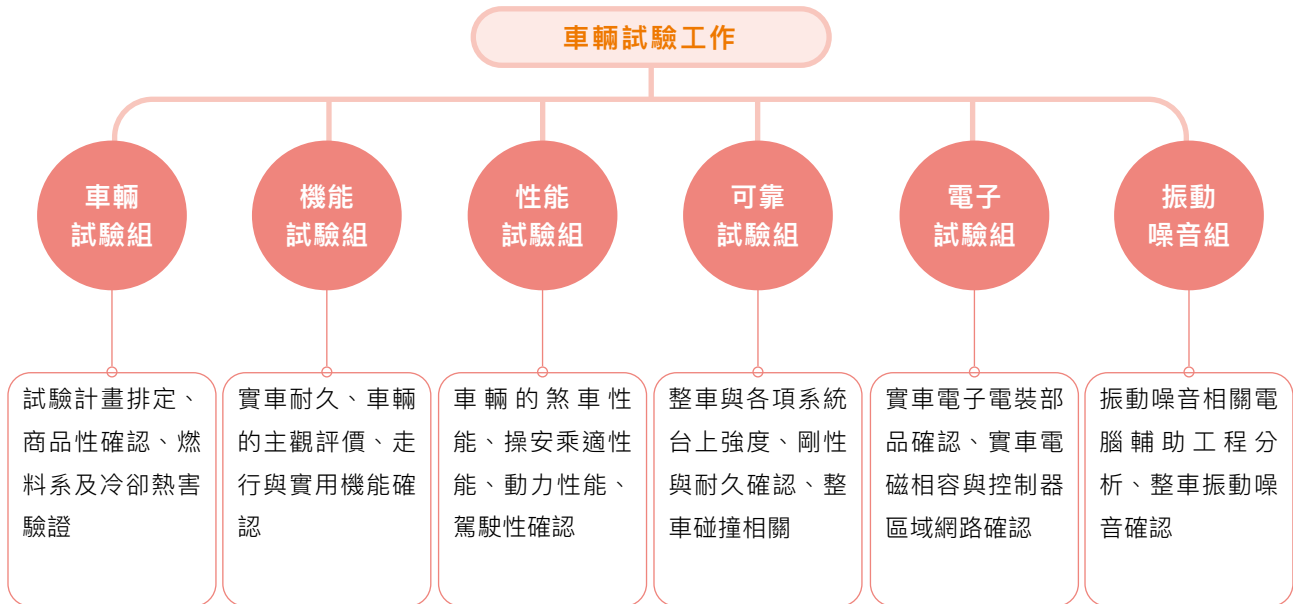 車輛試驗工作
車輛
試驗組
機能
試驗組
性能
試驗組
可靠
試驗組
電子
試驗組
振動
噪音組
試驗計畫排定、
商品性確認、燃
料系及冷卻熱害
驗證
實車耐久、車輛
的主觀評價、走
行與實用機能確
認
車輛的煞車性
能、操安乘適性
能、動力性能、
駕駛性確認
整車與各項系統
台上強度、剛性
與耐久確認、整
車碰撞相關
實車電子電裝部
品確認、實車電
磁相容與控制器
區域網路確認
振動噪音相關電
腦輔助工程分
析、整車振動噪
音確認